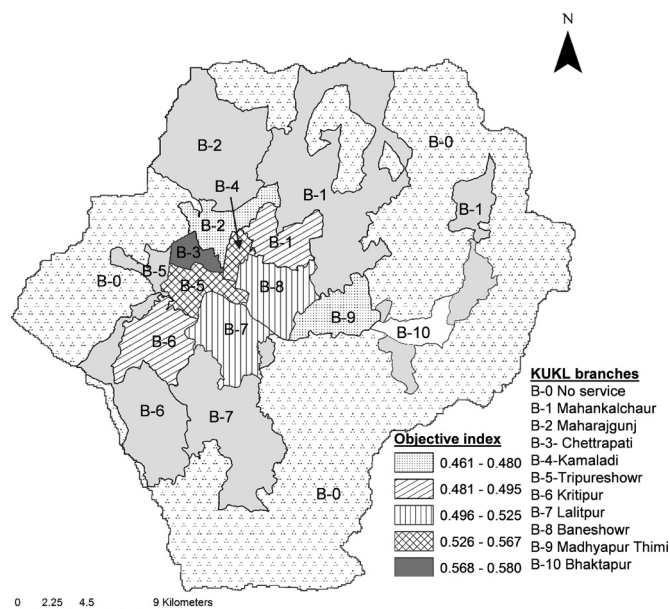 N
B-2
B-0
B-4
B-1
B-1
B-2
B-1
B-3
B-5
B-0
B-5
B-8
B-9
B-10
B-7
B-6
B-6
B-7
B-0
KUKL branches
B-0 No service
B-1 Mahankalchaur
B-2 Maharajgunj
B-3- Chettrapati
B-4-Kamaladi
B-5-Tripureshowr
B-6 Kritipur
B-7 Lalitpur
B-8 Baneshowr
B-9 Madhyapur Thimi
B-10 Bhaktapur
Objective index
0.461 - 0.480
0.481 - 0.495
0.496 - 0.525
0.526 - 0.567
0.568 - 0.580
0 2.25 4.5 9 Kilometers